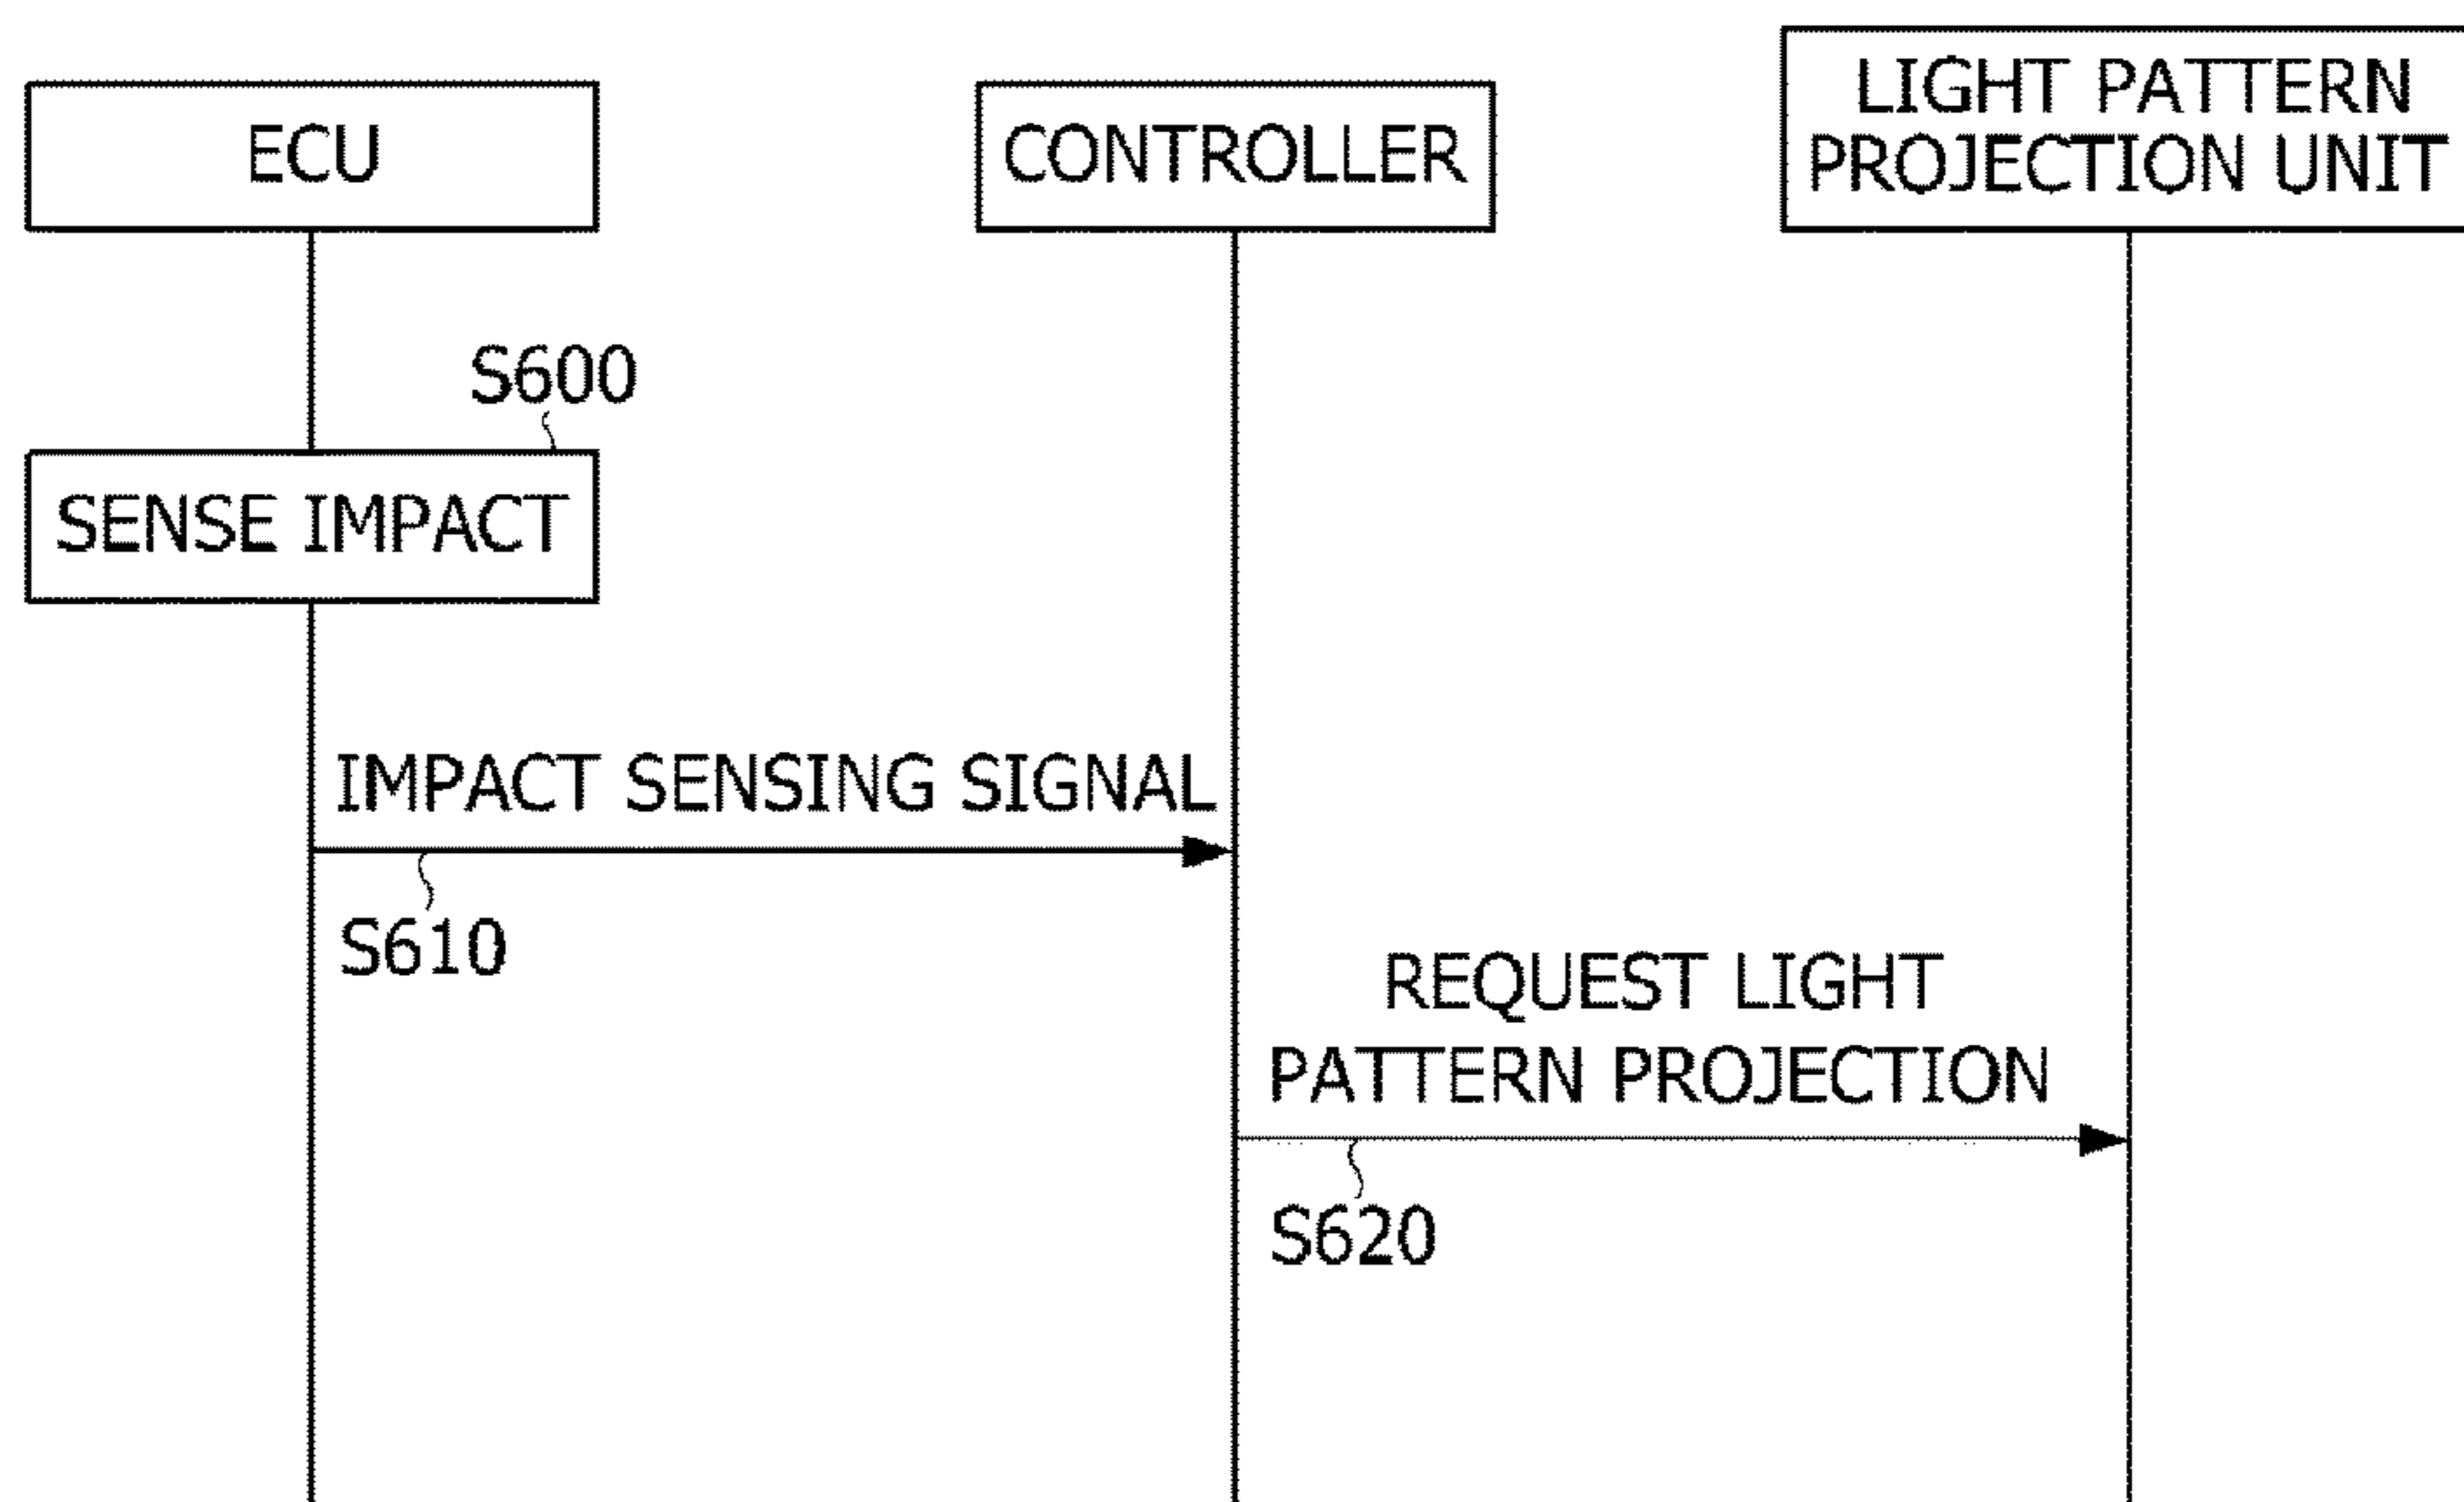 ECU
CONTROLLER
LIGHT PATTERN
PROJECTION UNIT
S600
SENSE IMPACT
IMPACT SENSING SIGNAL
S610
REQUEST LIGHT
PATTERN PROJECTION
S620